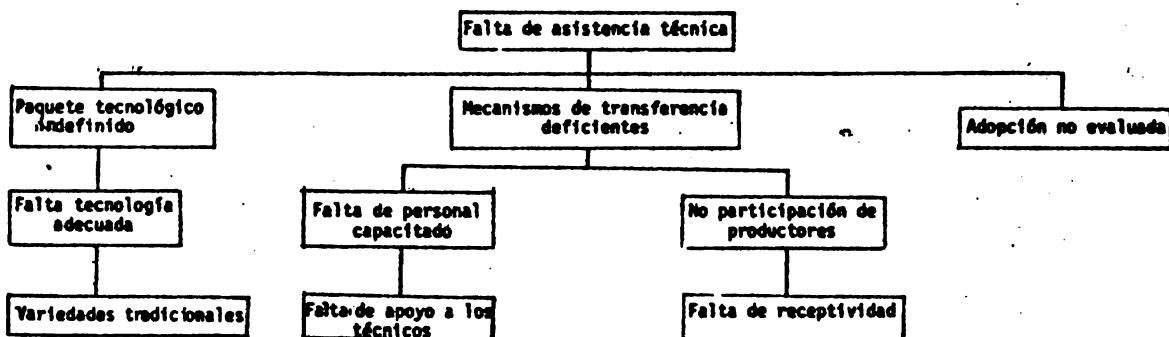 Falta de asistencia técnica
Paquete tecnológico
indefinido
Mecanismos de transferencia
deficientes
Adopción no evaluada
Falta tecnología
adecuada
Falta de personal
capacitado
No participación de
productores
Variedades tradicionales
Falta de apoyo a los
técnicos
Falta de receptividad